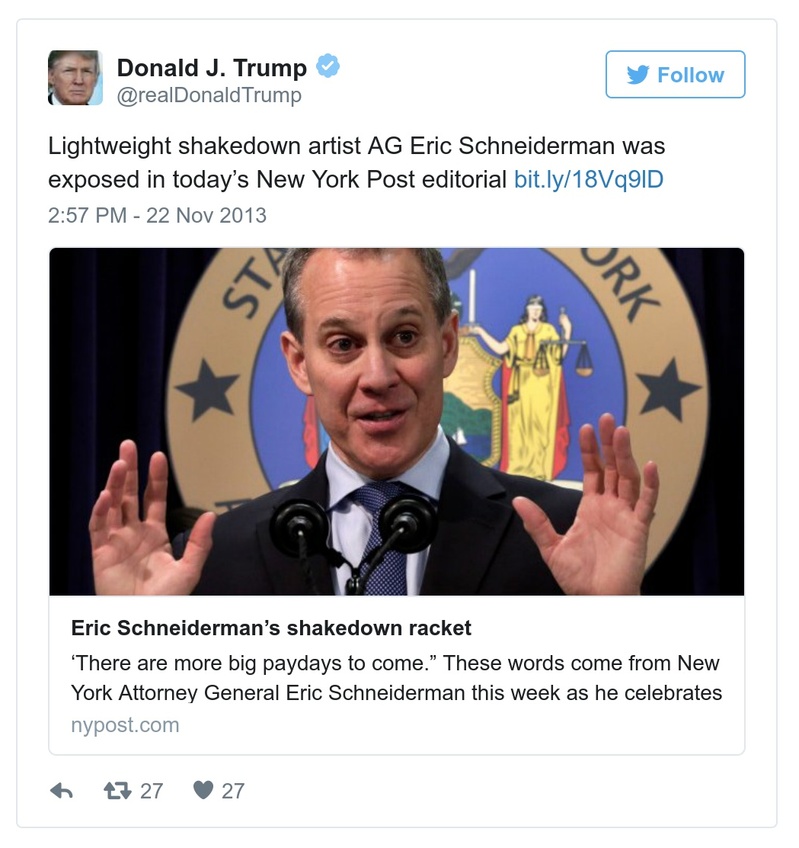 Donald J. Trump
@realDonaldTrump
Follow
Lightweight shakedown artist AG Eric Schneiderman was
exposed in today’s New York Post editorial bit.ly/18Vq9lD
2:57 PM - 22 Nov 2013
STA ORK
Eric Schneiderman’s shakedown racket
‘There are more big paydays to come.” These words come from New
York Attorney General Eric Schneiderman this week as he celebrates
nypost.com
27 27